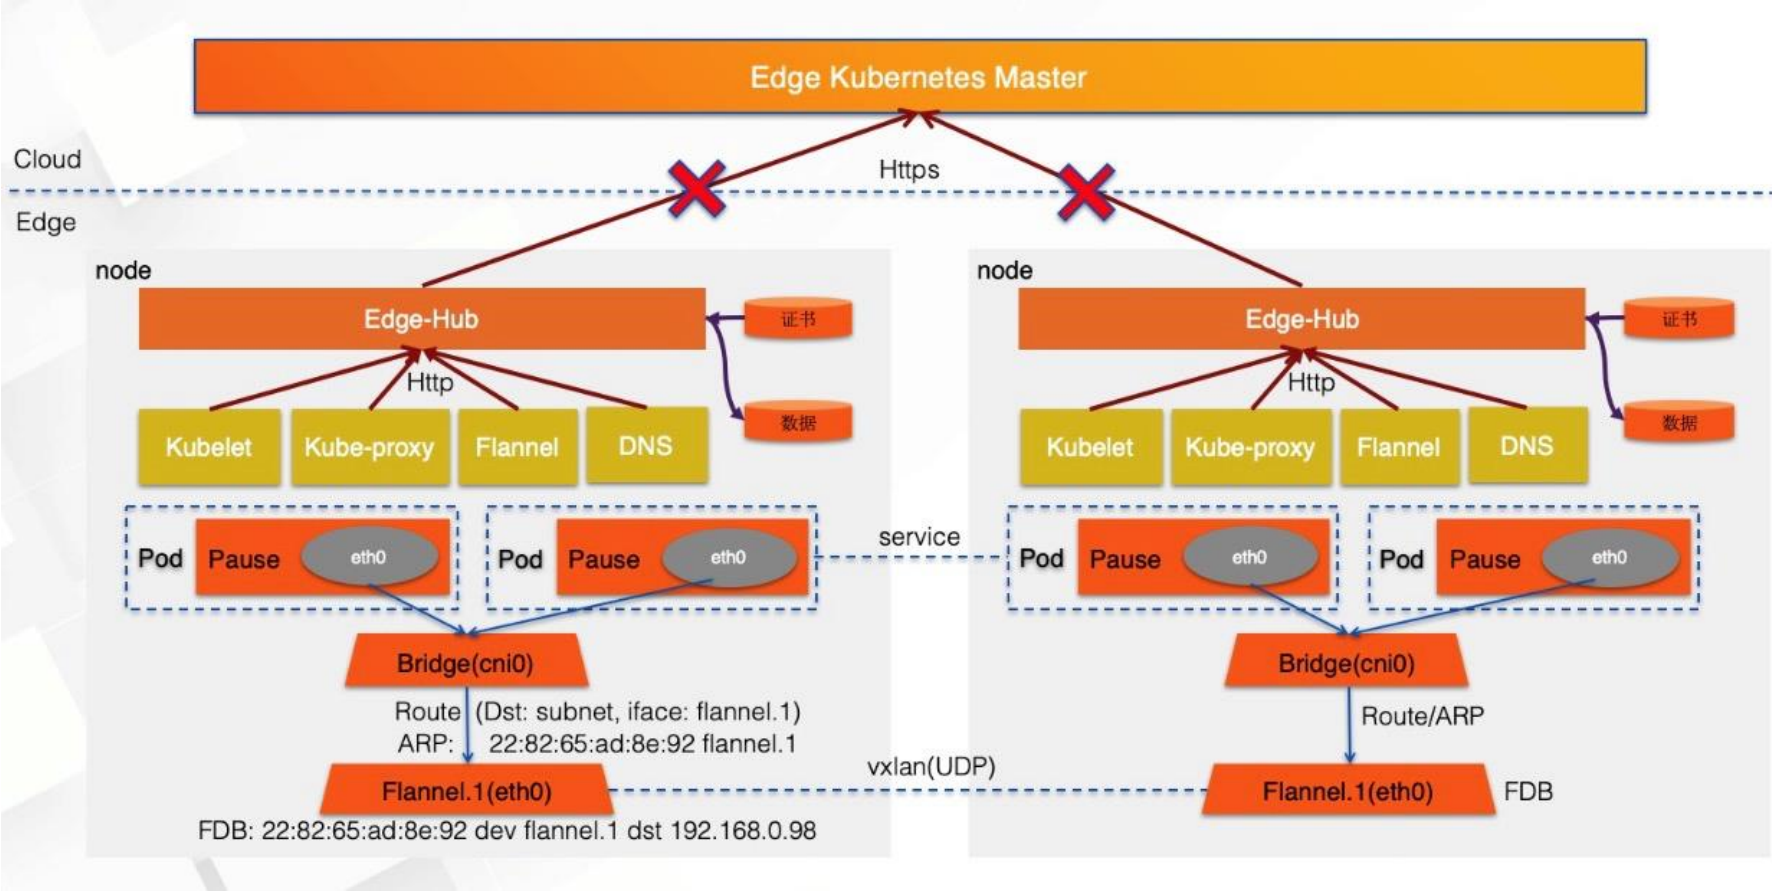 Edge Kubernetes Master
Cloud
Https
Edge
node
Edge-Hub
证书
Http
数据
Kubelet
Kube-proxy
Flannel
DNS
Pod
Pause
eth0
Pod
Pause
eth0
Bridge(cni0)
Route (Dst: subnet, iface: flannel.1)
ARP: 22:82:65:ad:8e:92 flannel.1
Flannel.1(eth0)
FDB: 22:82:65:ad:8e:92 dev flannel.1 dst 192.168.0.98
service
vxlan(UDP)
node
Edge-Hub
证书
Http
数据
Kubelet
Kube-proxy
Flannel
DNS
Pod
Pause
eth0
Pod
Pause
eth0
Bridge(cni0)
Route/ARP
Flannel.1(eth0)
FDB